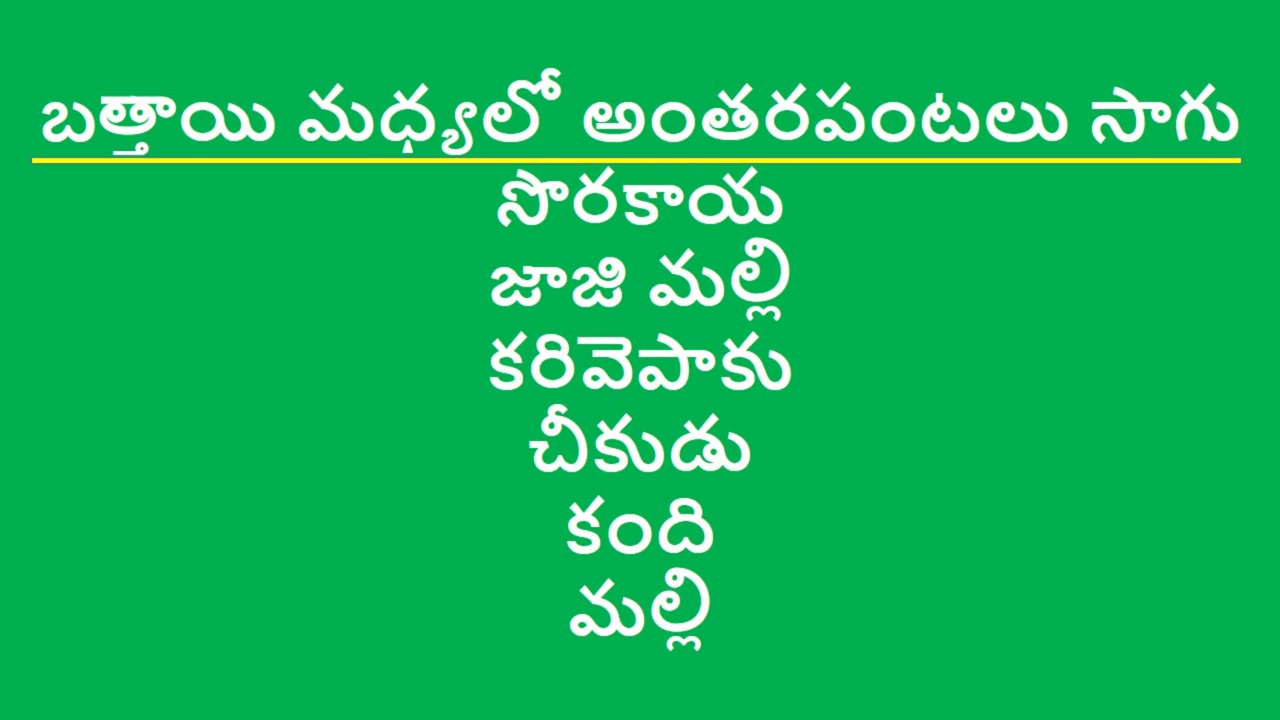 బత్తాయి మధ్యలో అంతరపంటలు సాగు
సొరకాయ
జాజి మల్లి
కరివెపాకు
చీకుడు
కంది
మల్లి